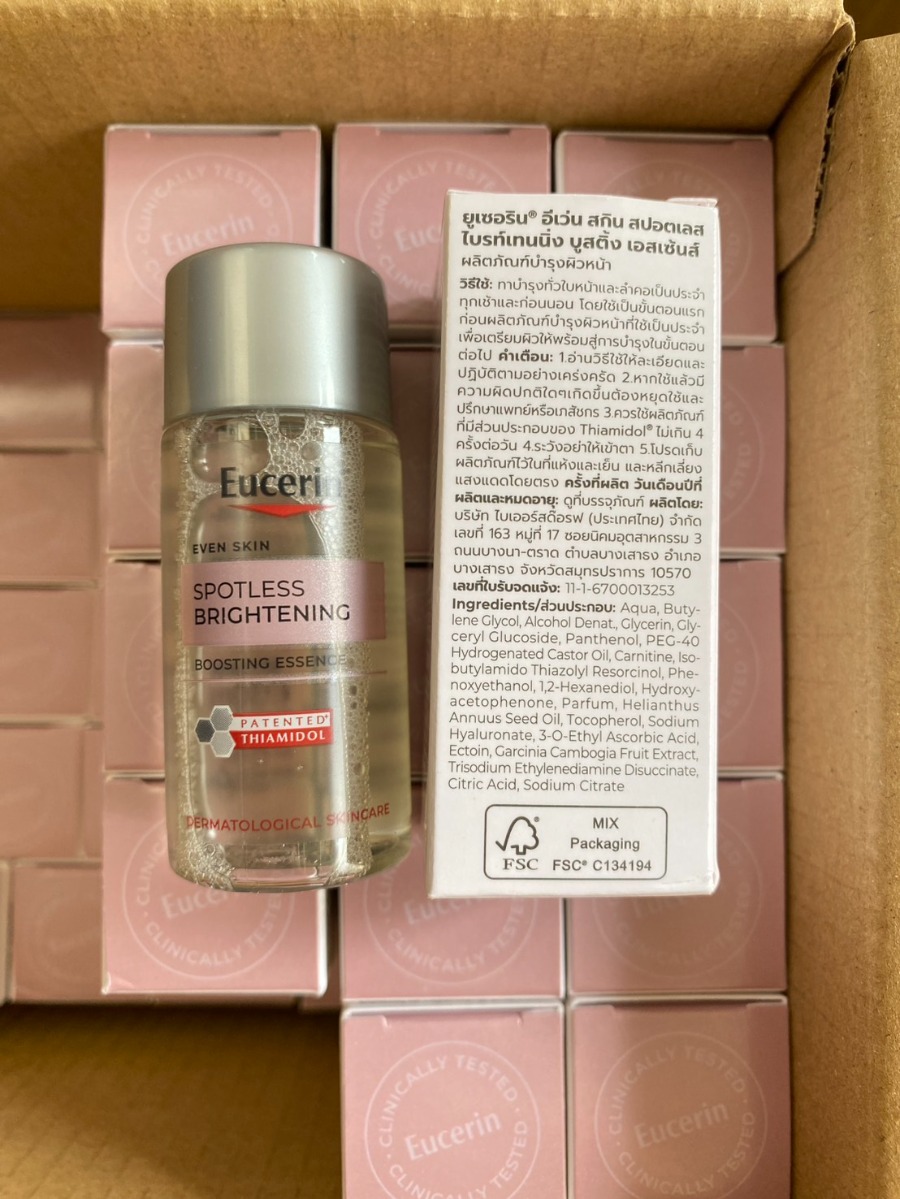 CLINICALLY TESTED
Eucerin
CLINICALLY TESTED
CLINICALLY TESTED
ยูเซอริน® อีเว่น สกิน สปอตเลส
ไบรท์เทนนิ่ง บูสติ้ง เอสเซ้นส์
ผลิตภัณฑ์บำรุงผิวหน้า
วิธีใช้: ทาบำรุงทั่วใบหน้าและลำคอเป็นประจำ
ทุกเช้าและก่อนนอน โดยใช้เป็นขั้นตอนแรก
ก่อนผลิตภัณฑ์บำรุงผิวหน้าที่ใช้เป็นประจำ
เพื่อเตรียมผิวให้พร้อมสู่การบำรุงในขั้นตอน
ต่อไป คำเตือน: 1.อ่านวิธีใช้ให้ละเอียดและ
ปฏิบัติตามอย่างเคร่งครัด 2.หากใช้แล้วมี
ความผิดปกติใดๆเกิดขึ้นต้องหยุดใช้และ
ปรึกษาแพทย์หรือเภสัชกร 3.ควรใช้ผลิตภัณฑ์
ที่มีส่วนประกอบของ Thiamidol® ไม่เกิน 4
ครั้งต่อวัน 4.ระวังอย่าให้เข้าตา 5.โปรดเก็บ
ผลิตภัณฑ์ไว้ในที่แห้งและเย็น และหลีกเลี่ยง
แสงแดดโดยตรง ครั้งที่ผลิต วันเดือนปีที่
ผลิตและหมดอายุ: ดูที่บรรจุภัณฑ์ ผลิตโดย:
บริษัท ไบเออร์สด๊อรฟ (ประเทศไทย) จำกัด
เลขที่ 163 หมู่ที่ 17 ซอยนิคมอุตสาหกรรม 3
ถนนบางนา-ตราด ตำบลบางเสาธง อำเภอ
บางเสาธง จังหวัดสมุทรปราการ 10570
เลขที่ใบรับจดแจ้ง: 11-1-6700013253
Ingredients/ส่วนประกอบ: Aqua, Buty-
lene Glycol, Alcohol Denat., Glycerin, Gly-
ceryl Glucoside, Panthenol, PEG-40
Hydrogenated Castor Oil, Carnitine, Iso-
butylamido Thiazolyl Resorcinol, Phe-
noxyethanol, 1,2-Hexanediol, Hydroxy-
acetophenone, Parfum, Helianthus
Annuus Seed Oil, Tocopherol, Sodium
Hyaluronate, 3-O-Ethyl Ascorbic Acid,
Ectoin, Garcinia Cambogia Fruit Extract,
Trisodium Ethylenediamine Disuccinate,
Citric Acid, Sodium Citrate
FSC
MIX
Packaging
FSC® C134194
Eucerin
EVEN SKIN
SPOTLESS
BRIGHTENING
BOOSTING ESSENCE
PATENTED*
THIAMIDOL
DERMATOLOGICAL SKINCARE
CLINICALLY TESTED
CLINICALLY TESTED
CLINICALLY TESTED
CLINICALLY TESTED
Eucerin
CLINICALLY TESTED
CLINICALLY TESTED
Eucerin
CLINICALLY TESTED